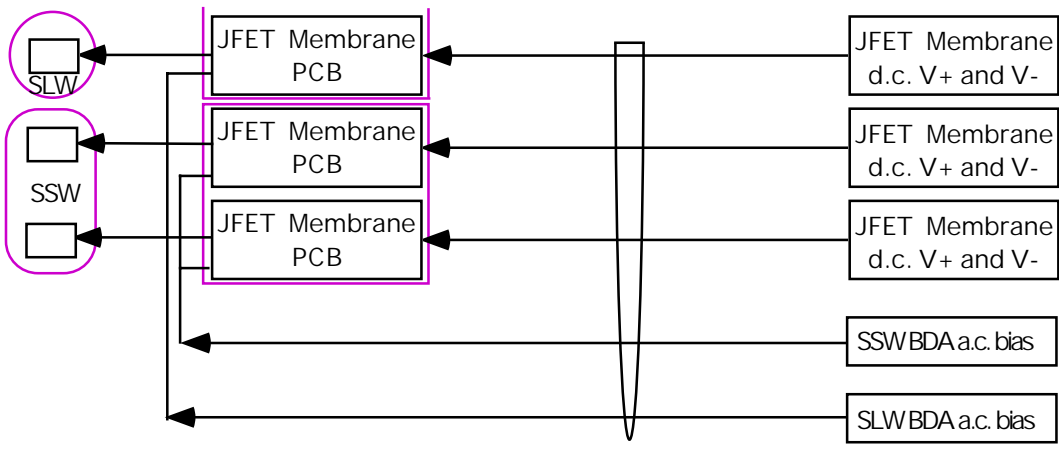 SLW
JFET Membrane
PCB
JFET Membrane
d.c. V+ and V-
SSW
JFET Membrane
PCB
JFET Membrane
d.c. V+ and V-
JFET Membrane
PCB
JFET Membrane
d.c. V+ and V-
SSW BDA a.c. bias
SLW BDA a.c. bias